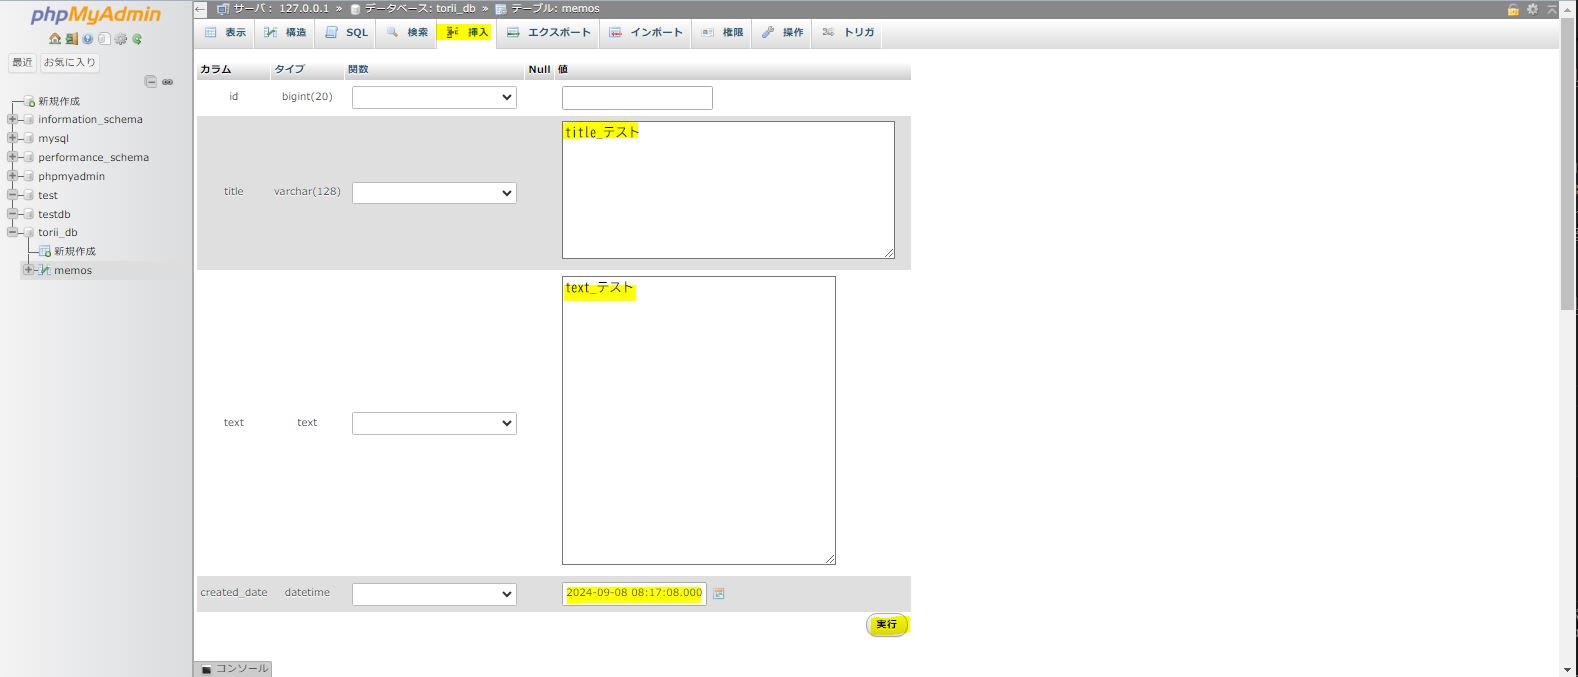 phpMyAdmin
最近 お気に入り
新規作成
information_schema
mysql
performance_schema
phpmyadmin
test
testdb
torii_db
新規作成
memos
サーバ： 127.0.0.1 » データベース: torii_db » テーブル: memos
表示 構造 SQL 検索 挿入 エクスポート インポート 権限 操作 トリガ
カラム タイプ 関数 Null 値
id bigint(20)
title varchar(128) title_テスト
text text text_テスト
created_date datetime 2024-09-08 08:17:08.000
実行
コンソール